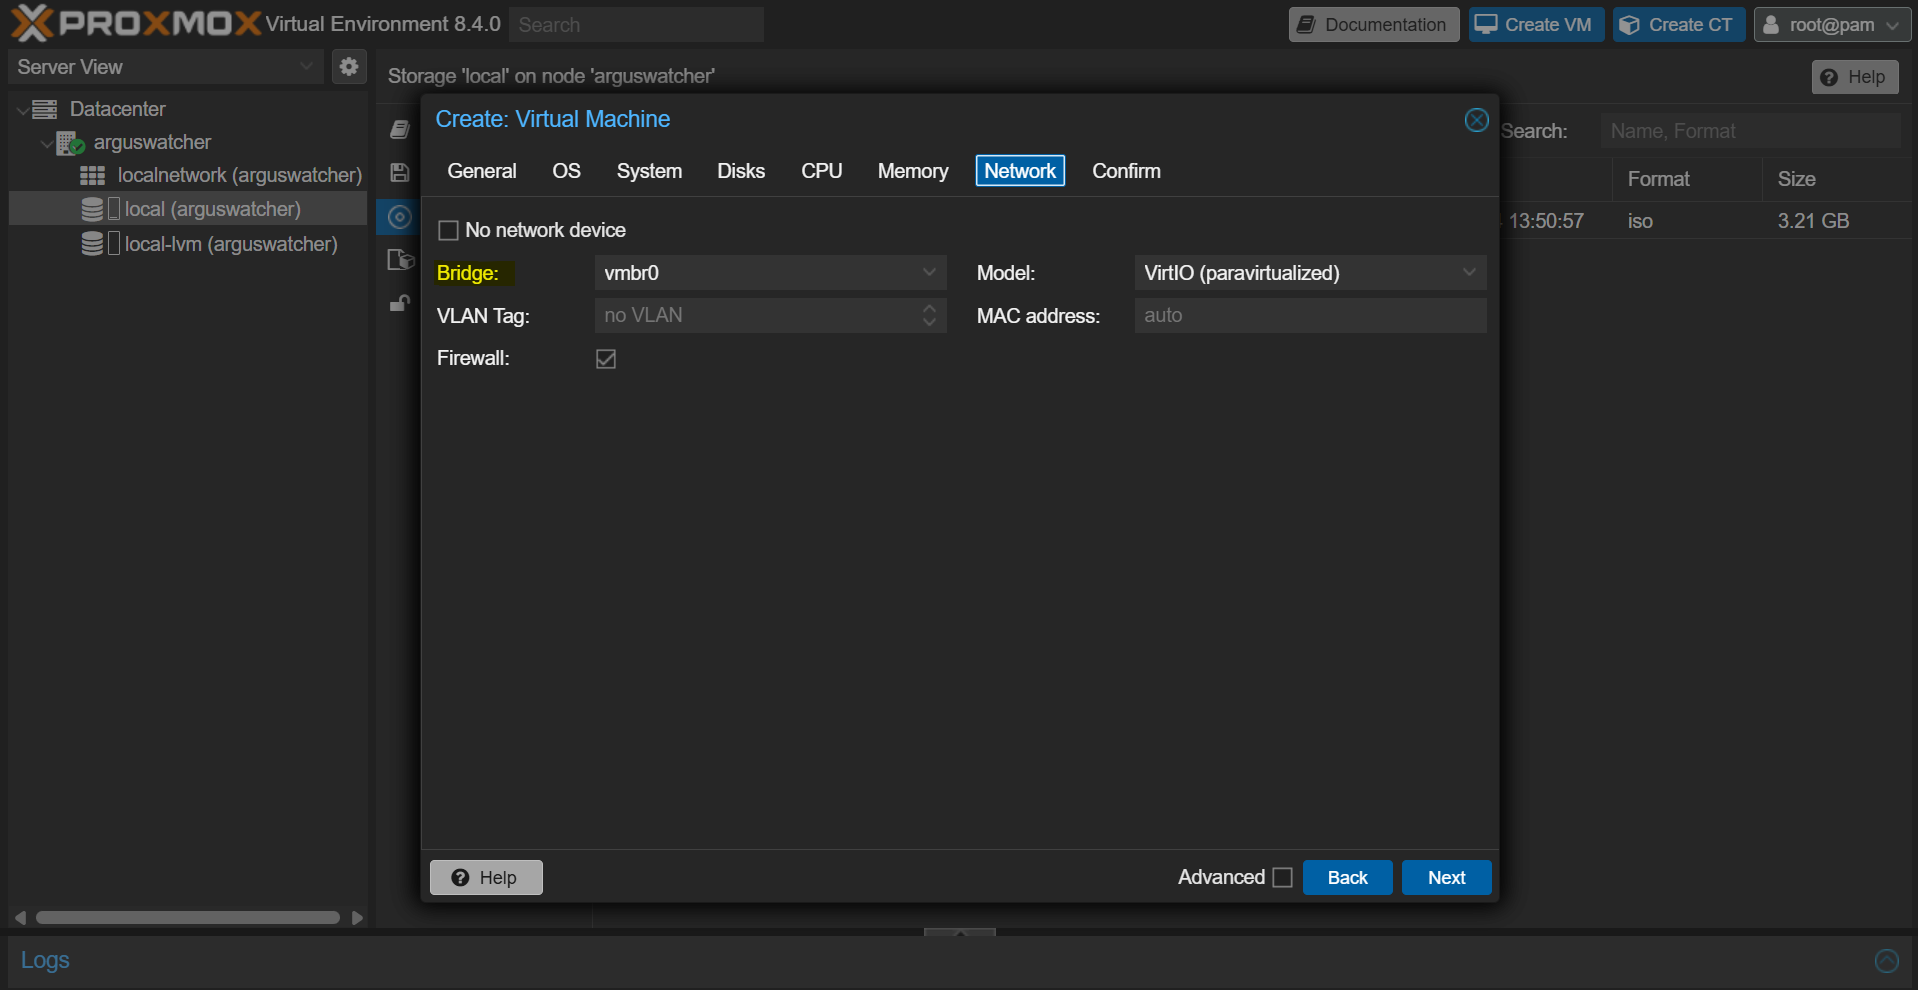 PROXMOX Virtual Environment 8.4.0 Search Documentation Create VM Create CT root@pam
Server View
Storage 'local' on node 'arguswatcher' Help
Datacenter
arguswatcher
localnetwork (arguswatcher)
local (arguswatcher)
local-lvm (arguswatcher)
Search: Name, Format
Format Size
13:50:57 iso 3.21 GB
Create: Virtual Machine
General OS System Disks CPU Memory Network Confirm
No network device
Bridge: vmbr0 Model: VirtIO (paravirtualized)
VLAN Tag: no VLAN MAC address: auto
Firewall:
Help Advanced Back Next
Logs